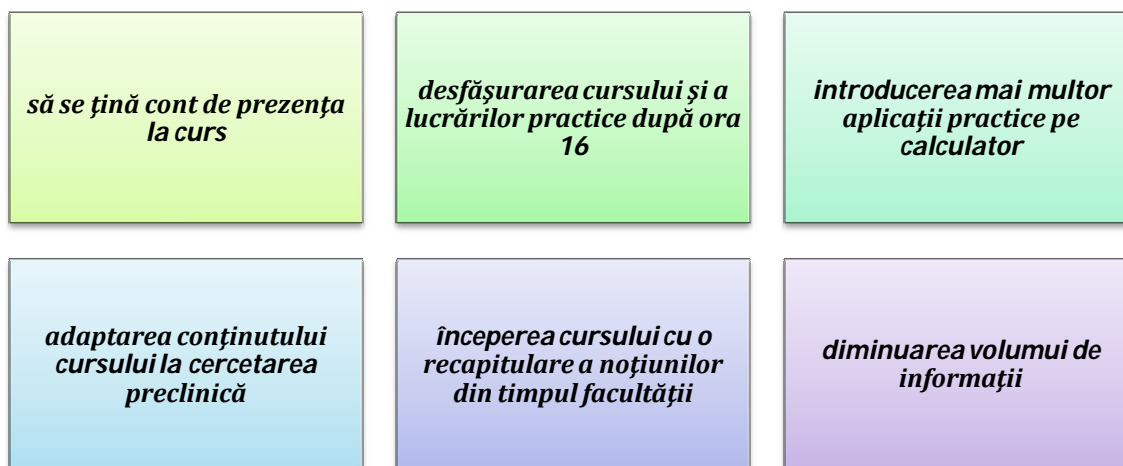 să se ţină cont de prezenţa
la curs
desfăşurarea cursului şi a
lucrărilor practice după ora
16
introducerea mai multor
aplicaţii practice pe
calculator
adaptarea conţinutului
cursului la cercetarea
preclinică
începerea cursului cu o
recapitulare a noţiunilor
din timpul facultăţii
diminuarea volumui de
informaţii